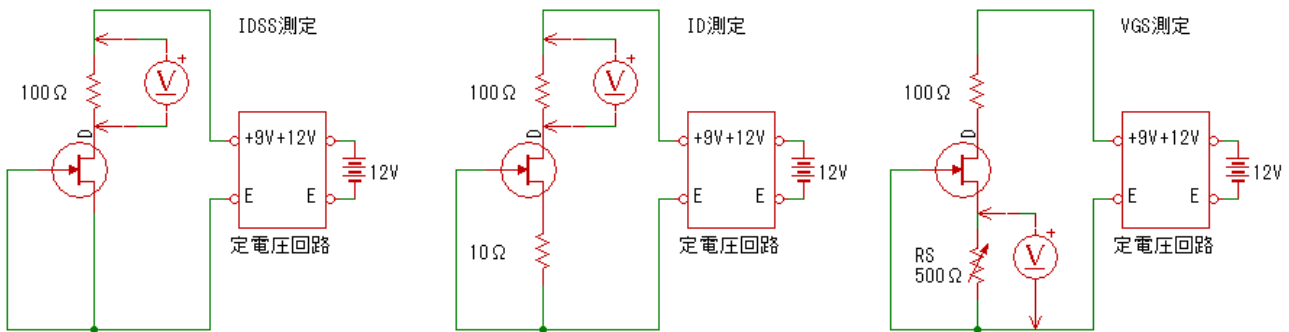 IDSS測定
+
V
100Ω
D
+9V+12V
12V
E E
定電圧回路
ID測定
+
V
100Ω
D
+9V+12V
12V
E E
定電圧回路
10Ω
VGS測定
100Ω
D
+9V+12V
12V
E E
定電圧回路
+
V
RS
500Ω